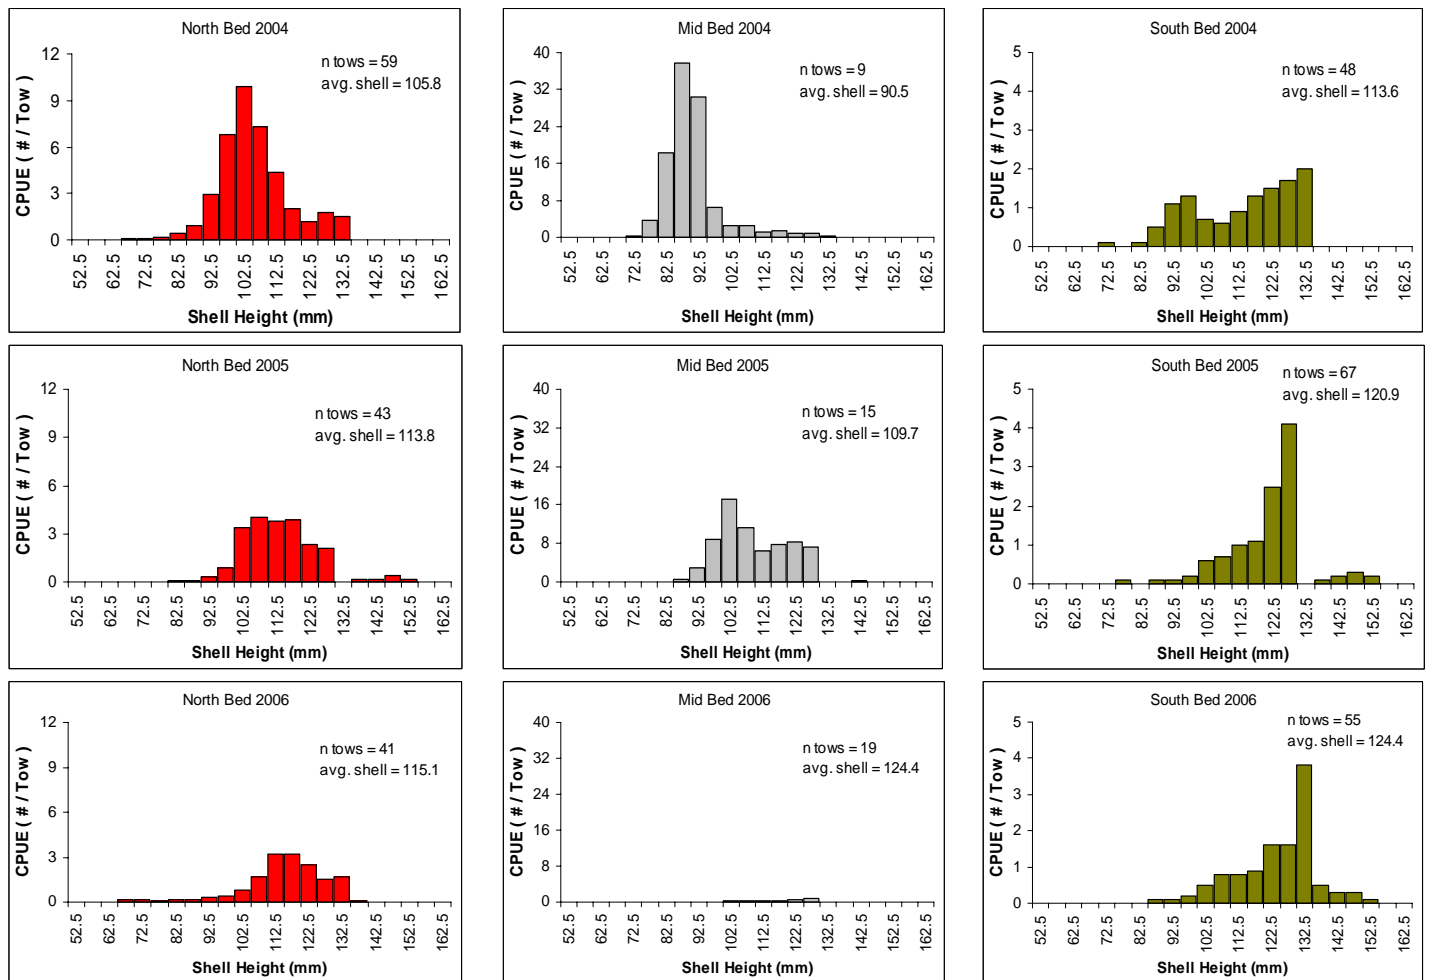 North Bed 2004
n tows = 59
avg. shell = 105.8
CPUE ( # / Tow )
12
9
6
3
0
52.5 62.5 72.5 82.5 92.5 102.5 112.5 122.5 132.5 142.5 152.5 162.5
Shell Height (mm)
Mid Bed 2004
n tows = 9
avg. shell = 90.5
CPUE ( # / Tow )
40
32
24
16
8
0
52.5 62.5 72.5 82.5 92.5 102.5 112.5 122.5 132.5 142.5 152.5 162.5
Shell Height (mm)
South Bed 2004
n tows = 48
avg. shell = 113.6
CPUE ( # / Tow )
5
4
3
2
1
0
52.5 62.5 72.5 82.5 92.5 102.5 112.5 122.5 132.5 142.5 152.5 162.5
Shell Height (mm)
North Bed 2005
n tows = 43
avg. shell = 113.8
CPUE ( # / Tow )
12
9
6
3
0
52.5 62.5 72.5 82.5 92.5 102.5 112.5 122.5 132.5 142.5 152.5 162.5
Shell Height (mm)
Mid Bed 2005
n tows = 15
avg. shell = 109.7
CPUE ( # / Tow )
40
32
24
16
8
0
52.5 62.5 72.5 82.5 92.5 102.5 112.5 122.5 132.5 142.5 152.5 162.5
Shell Height (mm)
South Bed 2005
n tows = 67
avg. shell = 120.9
CPUE ( # / Tow )
5
4
3
2
1
0
52.5 62.5 72.5 82.5 92.5 102.5 112.5 122.5 132.5 142.5 152.5 162.5
Shell Height (mm)
North Bed 2006
n tows = 41
avg. shell = 115.1
CPUE ( # / Tow )
12
9
6
3
0
52.5 62.5 72.5 82.5 92.5 102.5 112.5 122.5 132.5 142.5 152.5 162.5
Shell Height (mm)
Mid Bed 2006
n tows = 19
avg. shell = 124.4
CPUE ( # / Tow )
40
32
24
16
8
0
52.5 62.5 72.5 82.5 92.5 102.5 112.5 122.5 132.5 142.5 152.5 162.5
Shell Height (mm)
South Bed 2006
n tows = 55
avg. shell = 124.4
CPUE ( # / Tow )
5
4
3
2
1
0
52.5 62.5 72.5 82.5 92.5 102.5 112.5 122.5 132.5 142.5 152.5 162.5
Shell Height (mm)